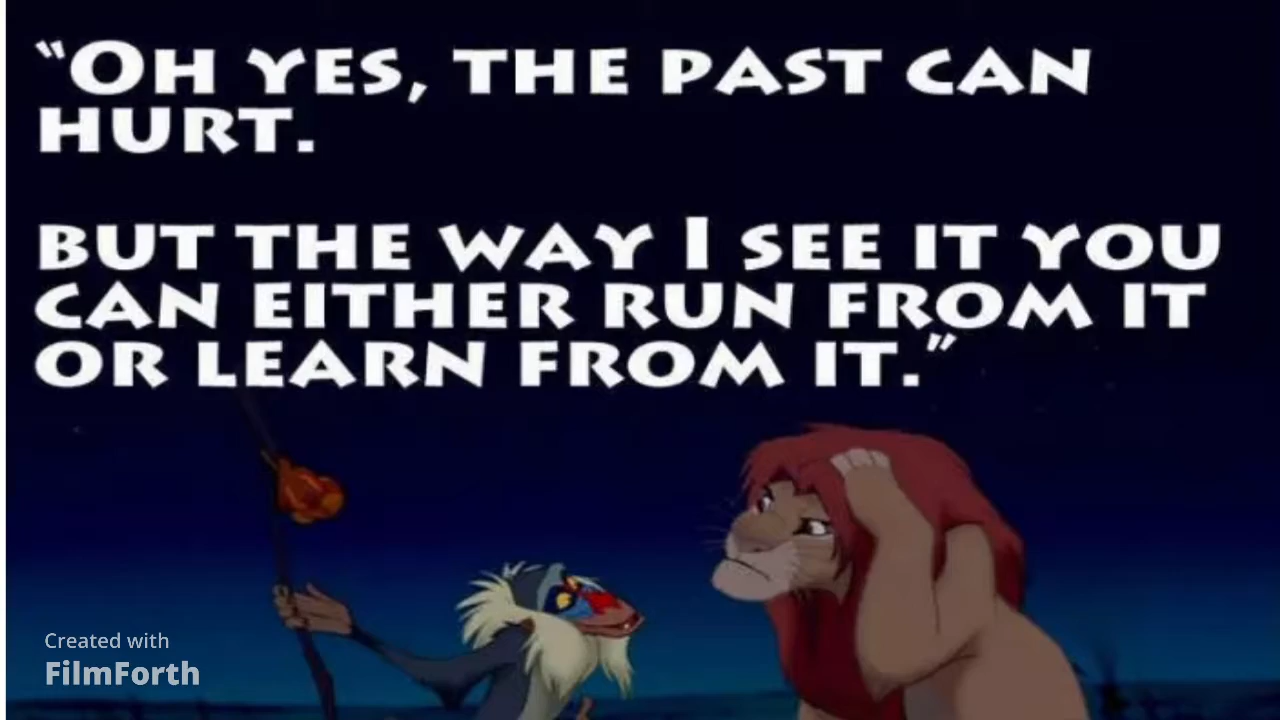 “OH YES, THE PAST CAN
HURT.
BUT THE WAY I SEE IT YOU
CAN EITHER RUN FROM IT
OR LEARN FROM IT.”
Created with
FilmForth